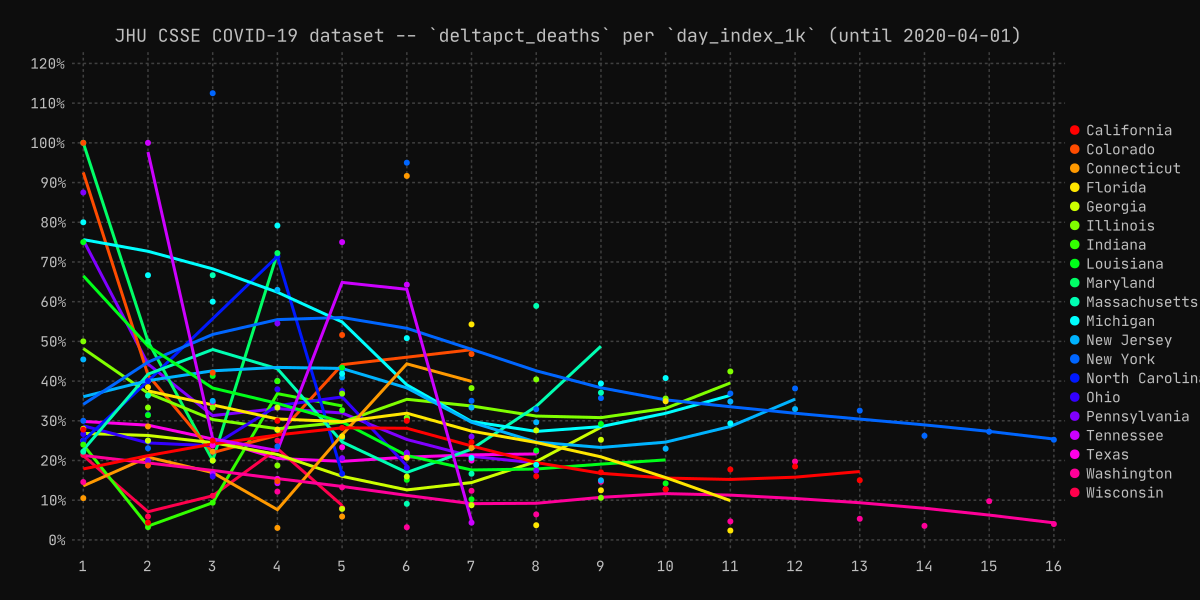 JHU CSSE COVID-19 dataset -- `deltapct_deaths` per `day_index_1k` (until 2020-04-01)
120%
110%
100%
90%
80%
70%
60%
50%
40%
30%
20%
10%
0%
1 2 3 4 5 6 7 8 9 10 11 12 13 14 15 16
California
Colorado
Connecticut
Florida
Georgia
Illinois
Indiana
Louisiana
Maryland
Massachusetts
Michigan
New Jersey
New York
North Carolin
Ohio
Pennsylvania
Tennessee
Texas
Washington
Wisconsin